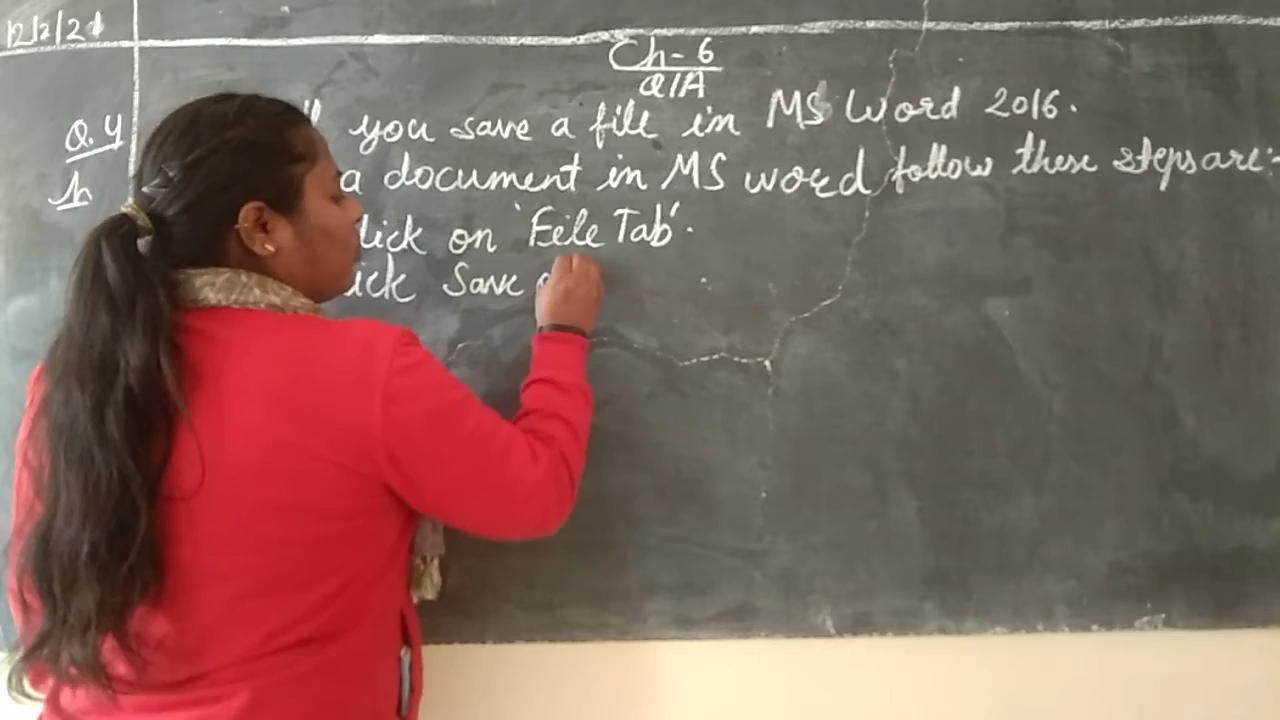 12/2/21
Ch-6
Q/A
Q.4 you save a file in MS Word 2016.
a document in MS word follow these steps are:-
lick on 'File Tab'.
ick Save